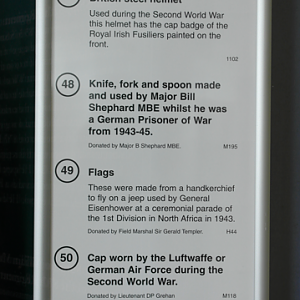 British steel helmet
Used during the Second World War
this helmet has the cap badge of the
Royal Irish Fusiliers painted on the
front.
1102
48
Knife, fork and spoon made
and used by Major Bill
Shephard MBE whilst he was
a German Prisoner of War
from 1943-45.
Donated by Major B Shephard MBE.
M195
49
Flags
These were made from a handkerchief
to fly on a jeep used by General
Eisenhower at a ceremonial parade of
the 1st Division in North Africa in 1943.
Donated by Field Marshal Sir Gerald Templer.
H44
50
Cap worn by the Luftwaffe or
German Air Force during the
Second World War.
Donated by Lieutenant DP Grehan
M118